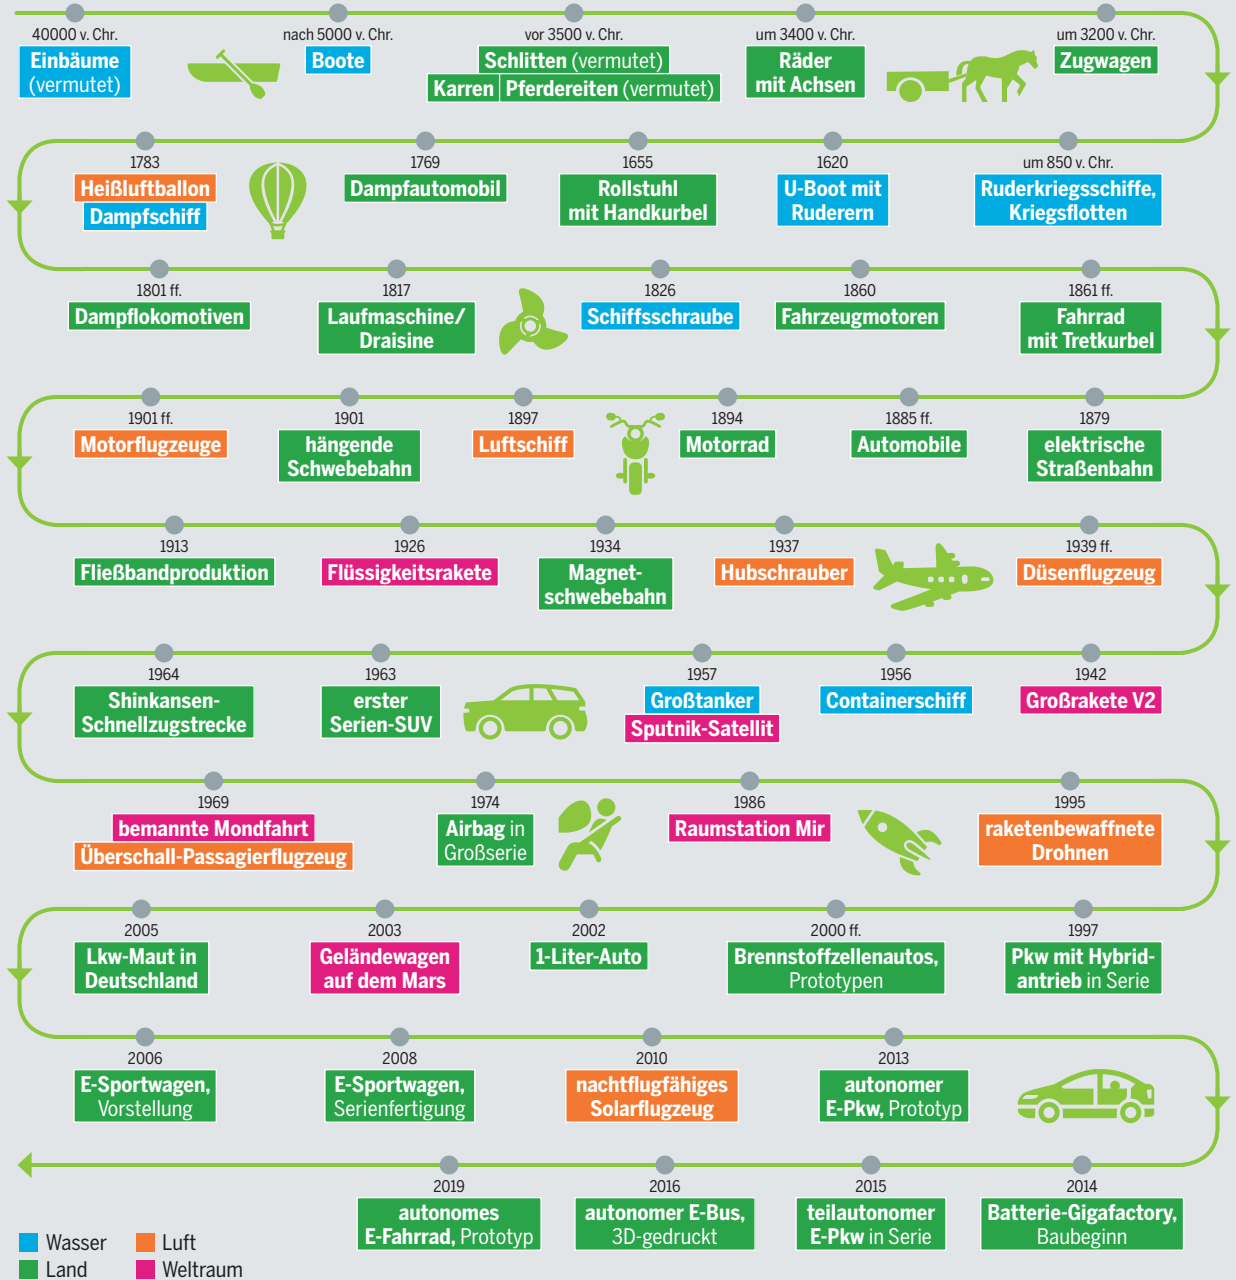 40000 v. Chr.
Einbäume
(vermutet)
nach 5000 v. Chr.
Boote
vor 3500 v. Chr.
Schlitten (vermutet)
Karren Pferdereiten (vermutet)
um 3400 v. Chr.
Räder
mit Achsen
um 3200 v. Chr.
Zugwagen
um 850 v. Chr.
Ruderkriegsschiffe,
Kriegsflotten
1620
U-Boot mit
Ruderern
1655
Rollstuhl
mit Handkurbel
1769
Dampfautomobil
1783
Heißluftballon
Dampfschiff
1801 ff.
Dampflokomotiven
1817
Laufmaschine/
Draisine
1826
Schiffsschraube
1860
Fahrzeugmotoren
1861 ff.
Fahrrad
mit Tretkurbel
1879
elektrische
Straßenbahn
1885 ff.
Automobile
1894
Motorrad
1897
Luftschiff
1901
hängende
Schwebebahn
1901 ff.
Motorflugzeuge
1913
Fließbandproduktion
1926
Flüssigkeitsrakete
1934
Magnet-
schwebebahn
1937
Hubschrauber
1939 ff.
Düsenflugzeug
1942
Großrakete V2
1956
Containerschiff
1957
Großtanker
Sputnik-Satellit
1963
erster
Serien-SUV
1964
Shinkansen-
Schnellzugstrecke
1969
bemannte Mondfahrt
Überschall-Passagierflugzeug
1974
Airbag in
Großserie
1986
Raumstation Mir
1995
raketenbewaffnete
Drohnen
1997
Pkw mit Hybrid-
antrieb in Serie
2000 ff.
Brennstoffzellenautos,
Prototypen
2002
1-Liter-Auto
2003
Geländewagen
auf dem Mars
2005
Lkw-Maut in
Deutschland
2006
E-Sportwagen,
Vorstellung
2008
E-Sportwagen,
Serienfertigung
2010
nachtflugfähiges
Solarflugzeug
2013
autonomer
E-Pkw, Prototyp
2014
Batterie-Gigafactory,
Baubeginn
2015
teilautonomer
E-Pkw in Serie
2016
autonomer E-Bus,
3D-gedruckt
2019
autonomes
E-Fahrrad, Prototyp
Wasser
Luft
Land
Weltraum